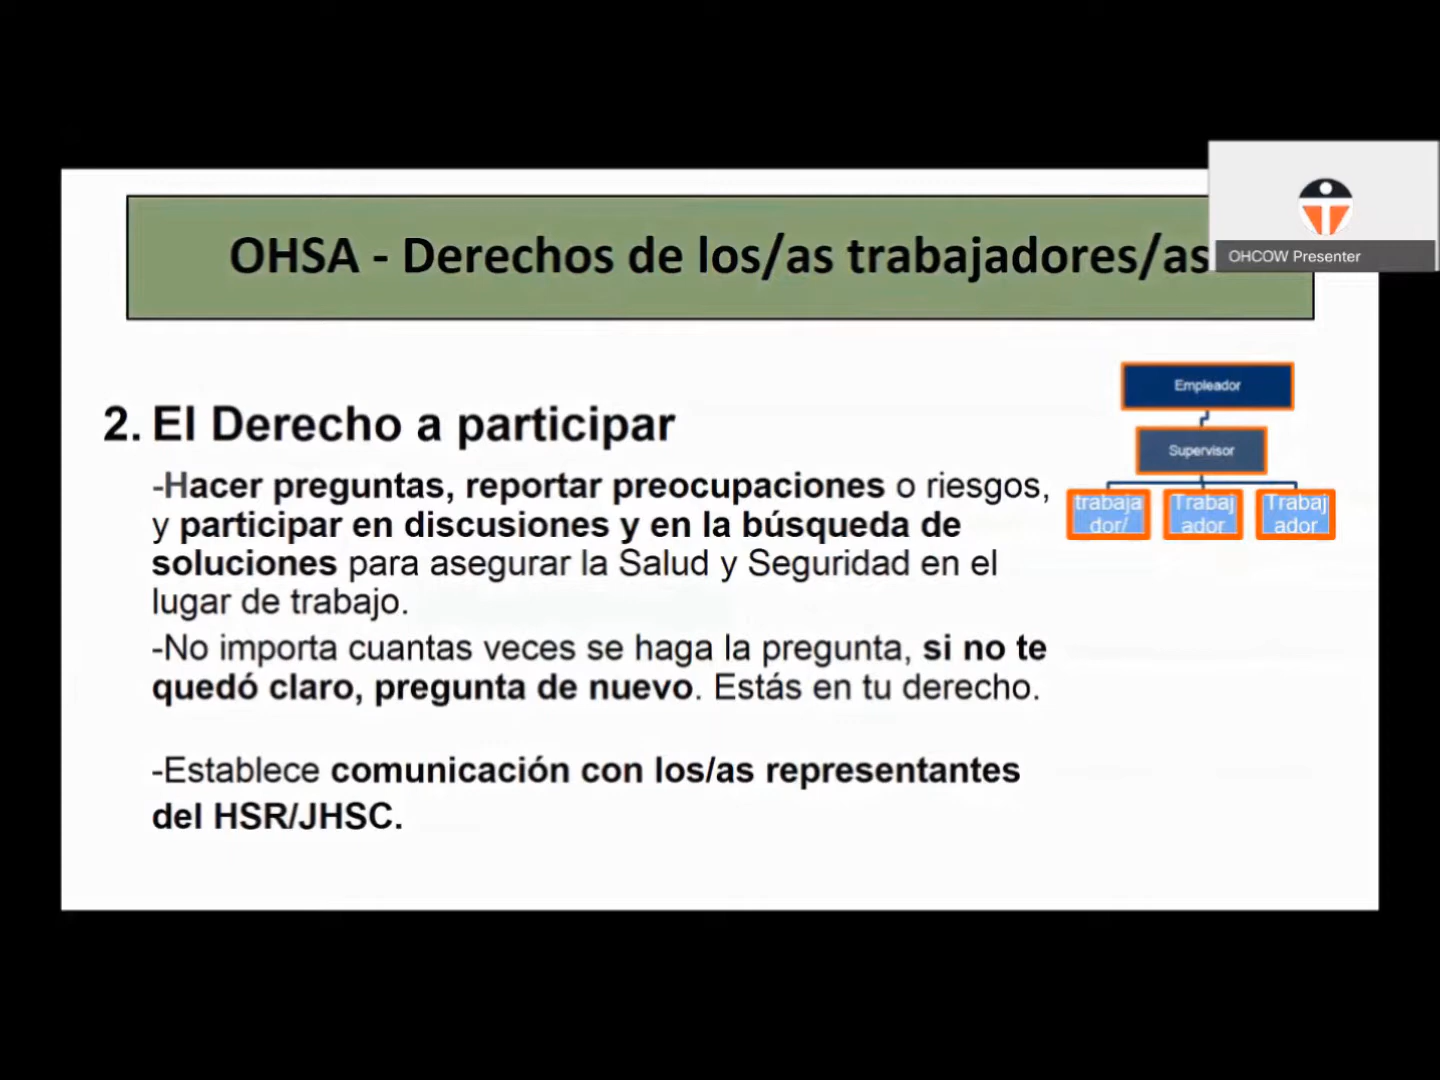 OHSA - Derechos de los/as trabajadores/as
OHCOW Presenter
2. El Derecho a participar
-Hacer preguntas, reportar preocupaciones o riesgos,
y participar en discusiones y en la búsqueda de
soluciones para asegurar la Salud y Seguridad en el
lugar de trabajo.
-No importa cuantas veces se haga la pregunta, si no te
quedó claro, pregunta de nuevo. Estás en tu derecho.
-Establece comunicación con los/as representantes
del HSR/JHSC.
Empleador
Supervisor
trabaja
dor/
Trabaj
ador
Trabaj
ador